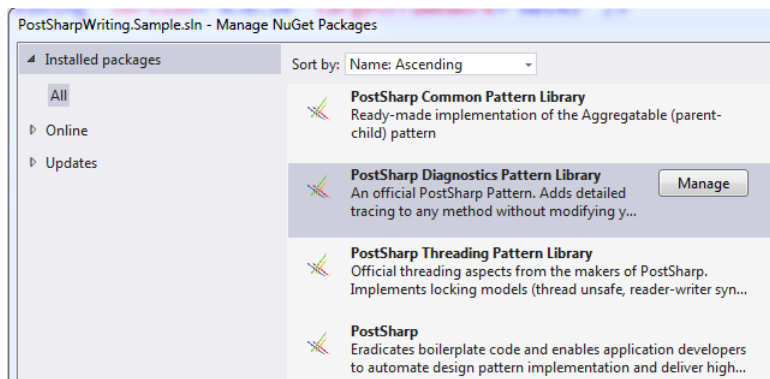 PostSharpWriting.Sample.sln - Manage NuGet Packages
Installed packages
All
Online
Updates
Sort by: Name: Ascending
PostSharp Common Pattern Library
Ready-made implementation of the Aggregatable (parent-
child) pattern
PostSharp Diagnostics Pattern Library
An official PostSharp Pattern. Adds detailed
tracing to any method without modifying y...
Manage
PostSharp Threading Pattern Library
Official threading aspects from the makers of PostSharp.
Implements locking models (thread unsafe, reader-writer syn...
PostSharp
Eradicates boilerplate code and enables application developers
to automate design pattern implementation and deliver high...